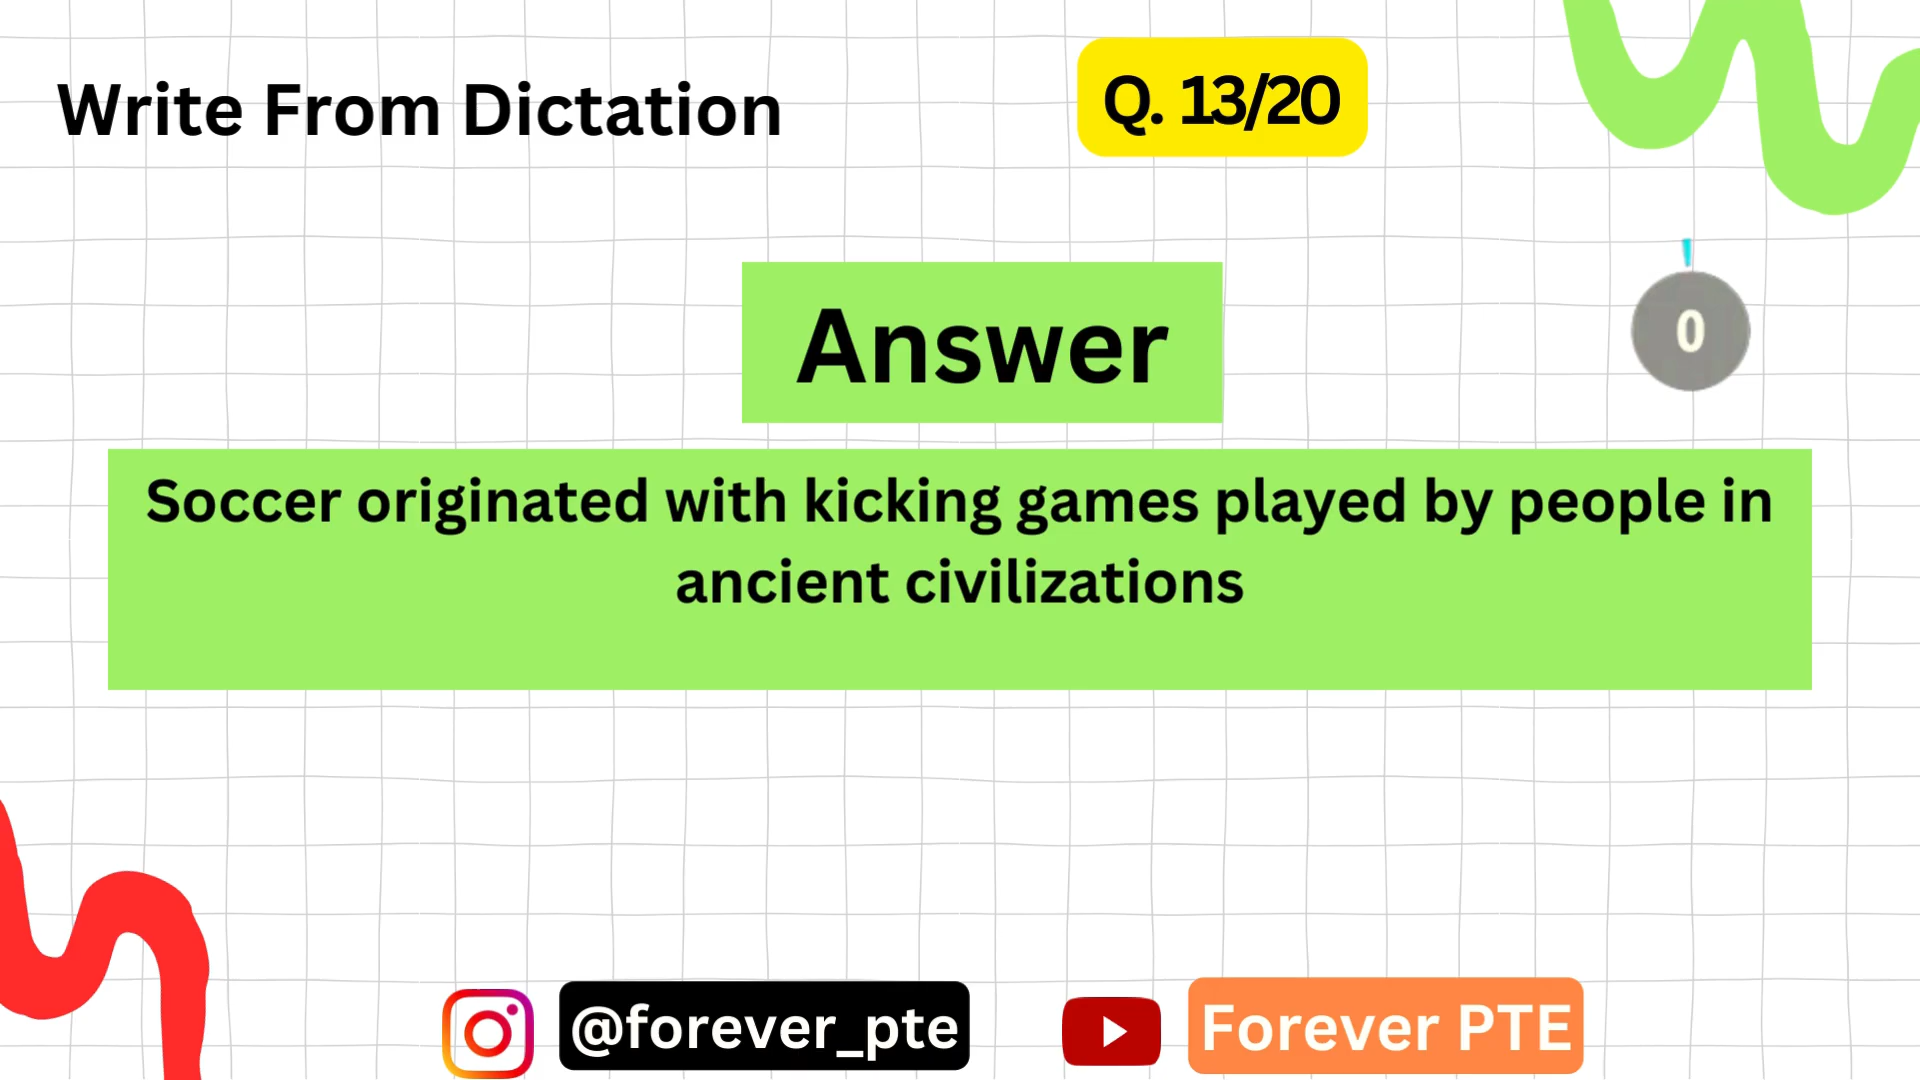 Write From Dictation
Q. 13/20
Answer
0
Soccer originated with kicking games played by people in
ancient civilizations
@forever_pte
Forever PTE